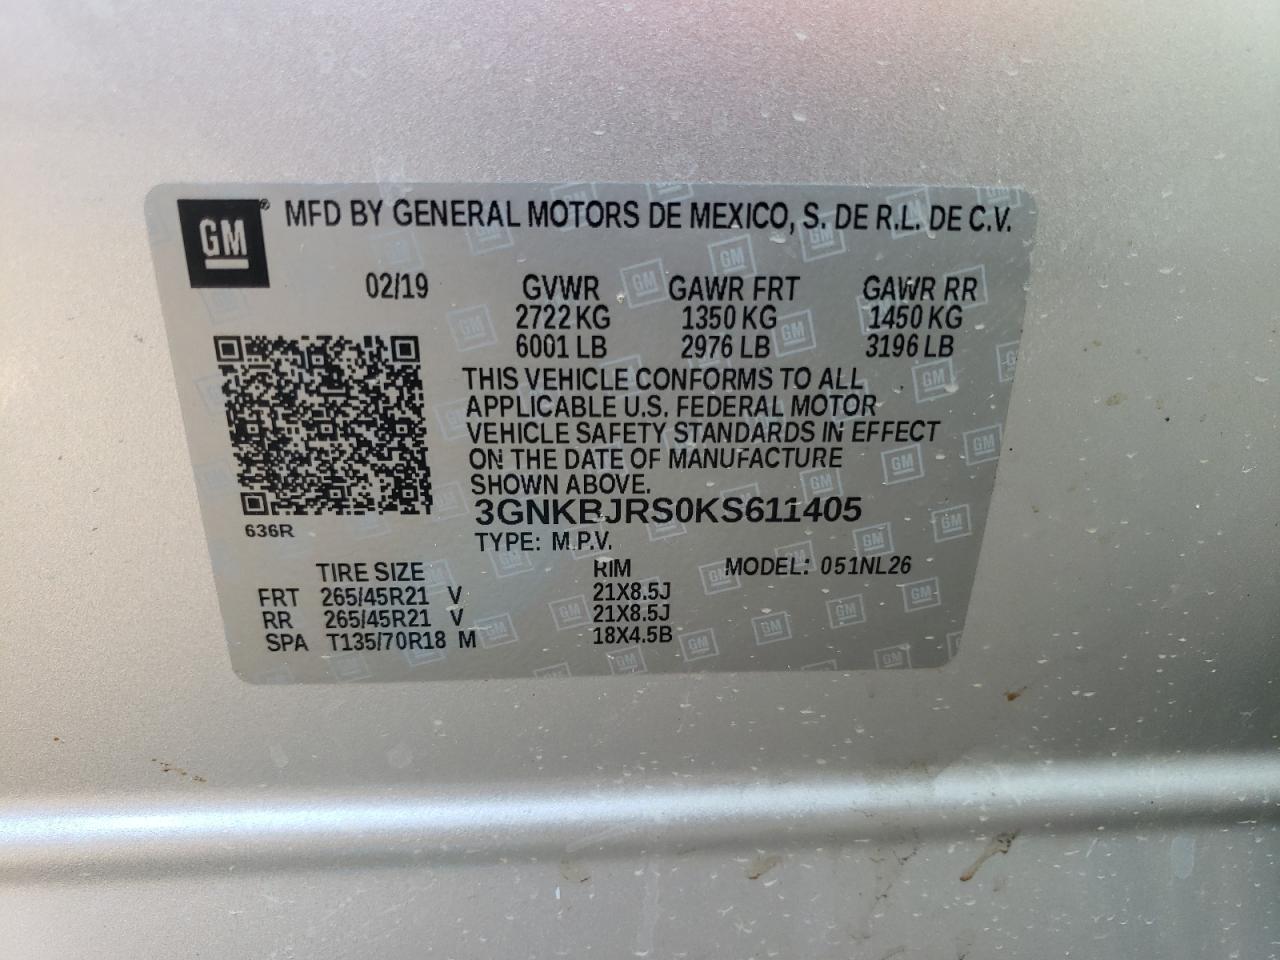 GM® MFD BY GENERAL MOTORS DE MEXICO, S. DE R.L. DE C.V.
02/19 GVWR GAWR FRT GAWR RR
2722 KG 1350 KG 1450 KG
6001 LB 2976 LB 3196 LB
THIS VEHICLE CONFORMS TO ALL
APPLICABLE U.S. FEDERAL MOTOR
VEHICLE SAFETY STANDARDS IN EFFECT
ON THE DATE OF MANUFACTURE
SHOWN ABOVE.
3GNKBJRS0KS611405
636R
TYPE: M.P.V.
TIRE SIZE RIM MODEL: 051NL26
FRT 265/45R21 V 21X8.5J
RR 265/45R21 V 21X8.5J
SPA T135/70R18 M 18X4.5B